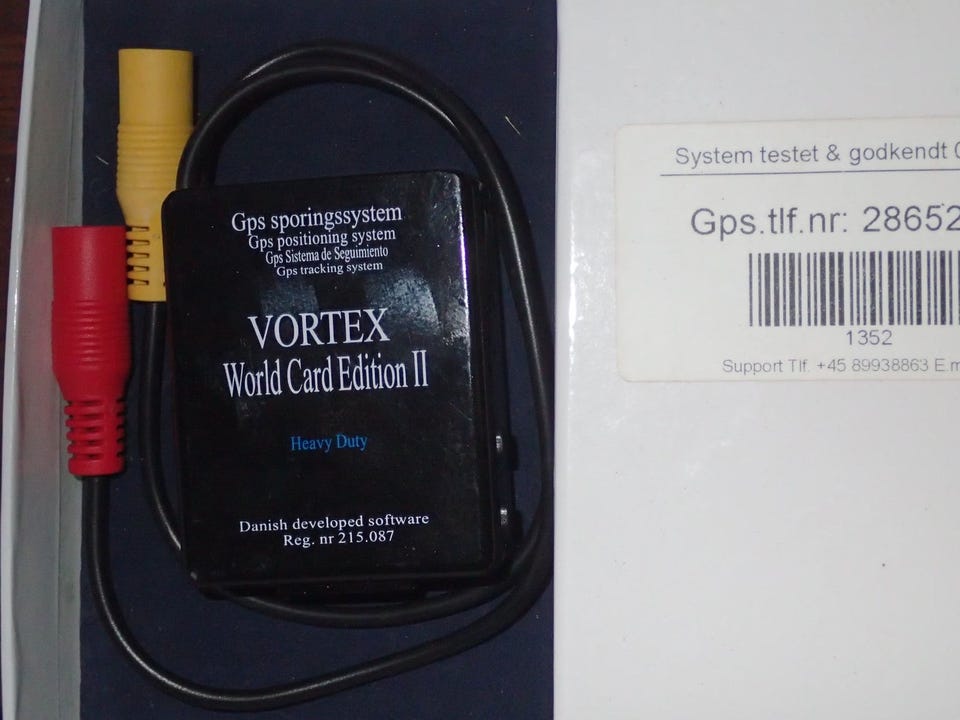 Gps sporingssystem
Gps positioning system
Gps Sistema de Seguimiento
Gps tracking system
VORTEX
World Card Edition II
Heavy Duty
Danish developed software
Reg. nr 215.087
System testet & godkendt
Gps.tlf.nr: 28652
1352
Support Tlf. +45 89938863 E.m